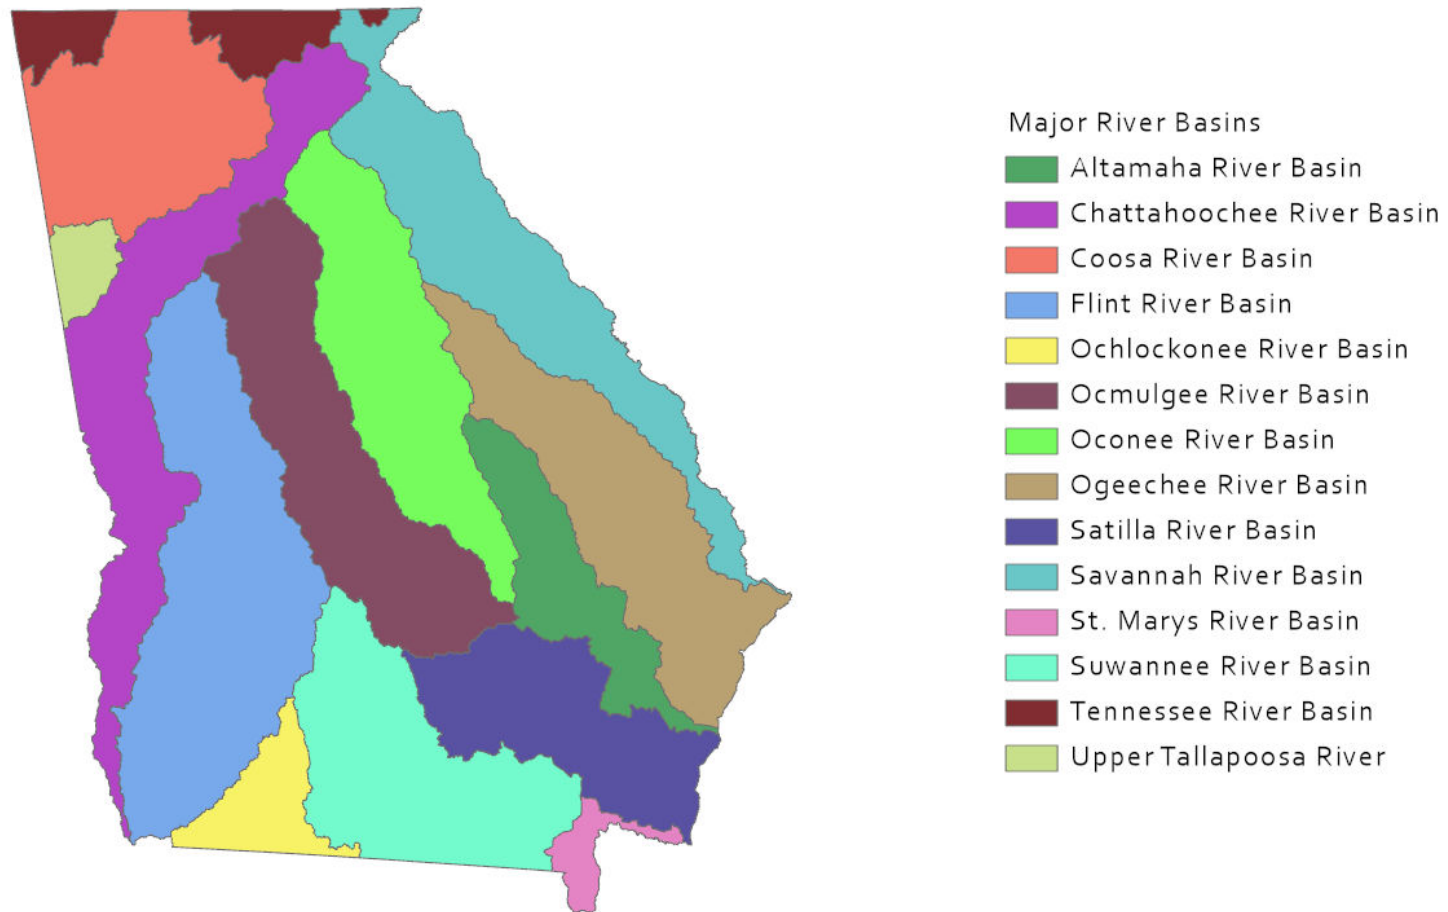 Major River Basins
Altamaha River Basin
Chattahoochee River Basin
Coosa River Basin
Flint River Basin
Ochlockonee River Basin
Ocmulgee River Basin
Oconee River Basin
Ogeechee River Basin
Satilla River Basin
Savannah River Basin
St. Marys River Basin
Suwannee River Basin
Tennessee River Basin
Upper Tallapoosa River